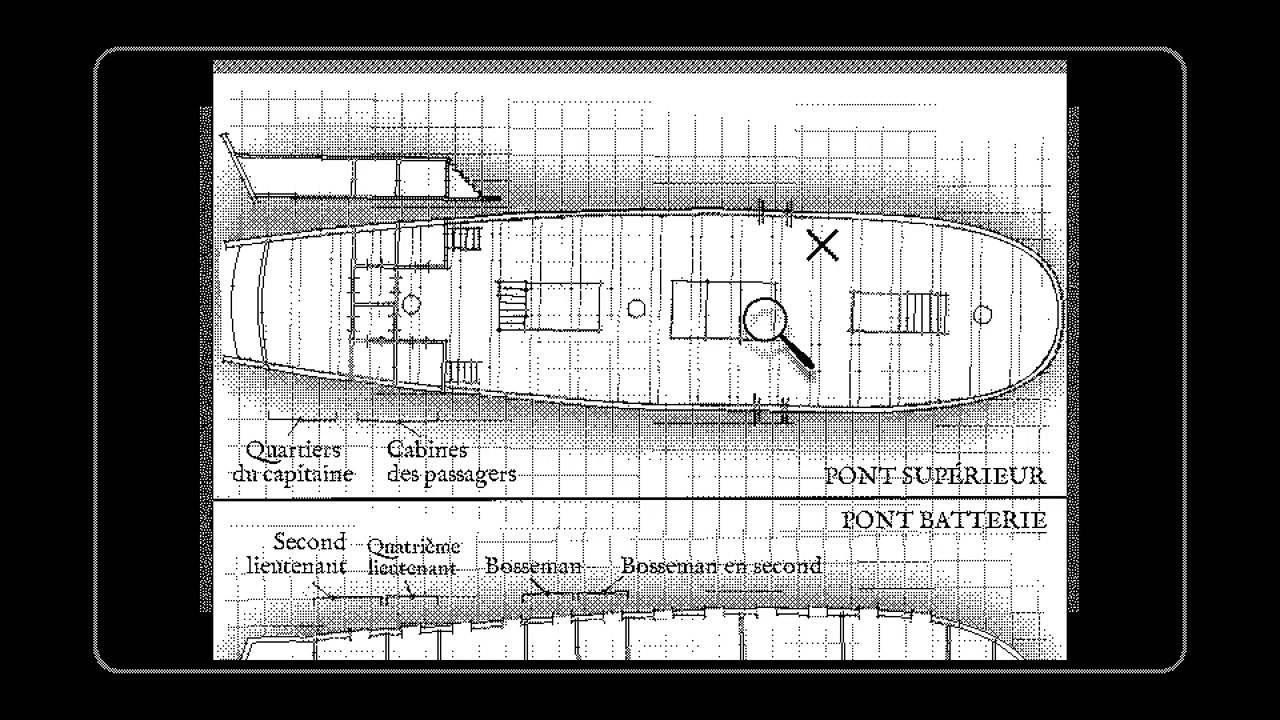 Quartiers
du capitaine
Cabines
des passagers
PONT SUPÉRIEUR
PONT BATTERIE
Second
lieutenant
Quatrième
lieutenant
Bosseman
Bosseman en second